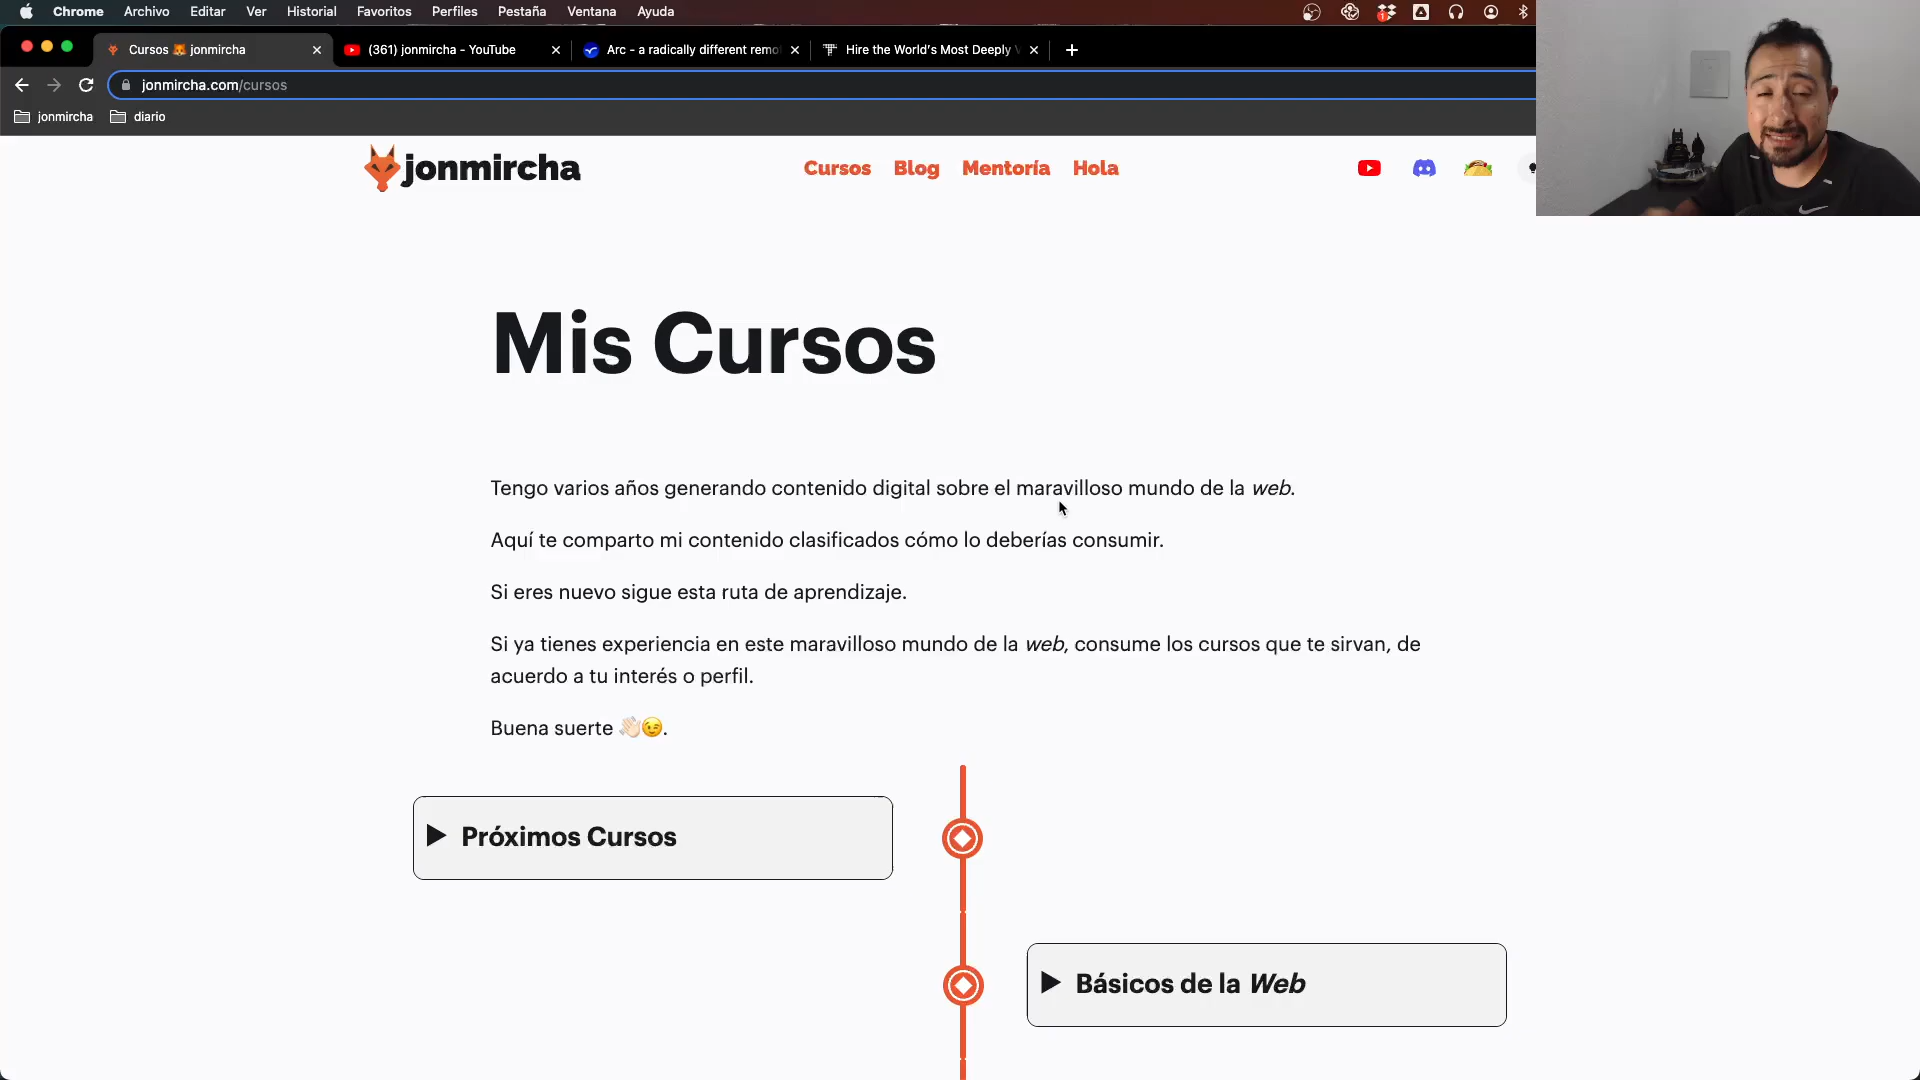 Chrome Archivo Editar Ver Historial Favoritos Perfiles Pestaña Ventana Ayuda
Cursos 🦊 jonmircha
(361) jonmircha - YouTube
Arc - a radically different remo
Hire the World's Most Deeply
jonmircha.com/cursos
jonmircha diario
jonmircha
Cursos Blog Mentoría Hola
Mis Cursos
Tengo varios años generando contenido digital sobre el maravilloso mundo de la web.
Aquí te comparto mi contenido clasificados cómo lo deberías consumir.
Si eres nuevo sigue esta ruta de aprendizaje.
Si ya tienes experiencia en este maravilloso mundo de la web, consume los cursos que te sirvan, de
acuerdo a tu interés o perfil.
Buena suerte 👋🏻😉.
Próximos Cursos
Básicos de la Web